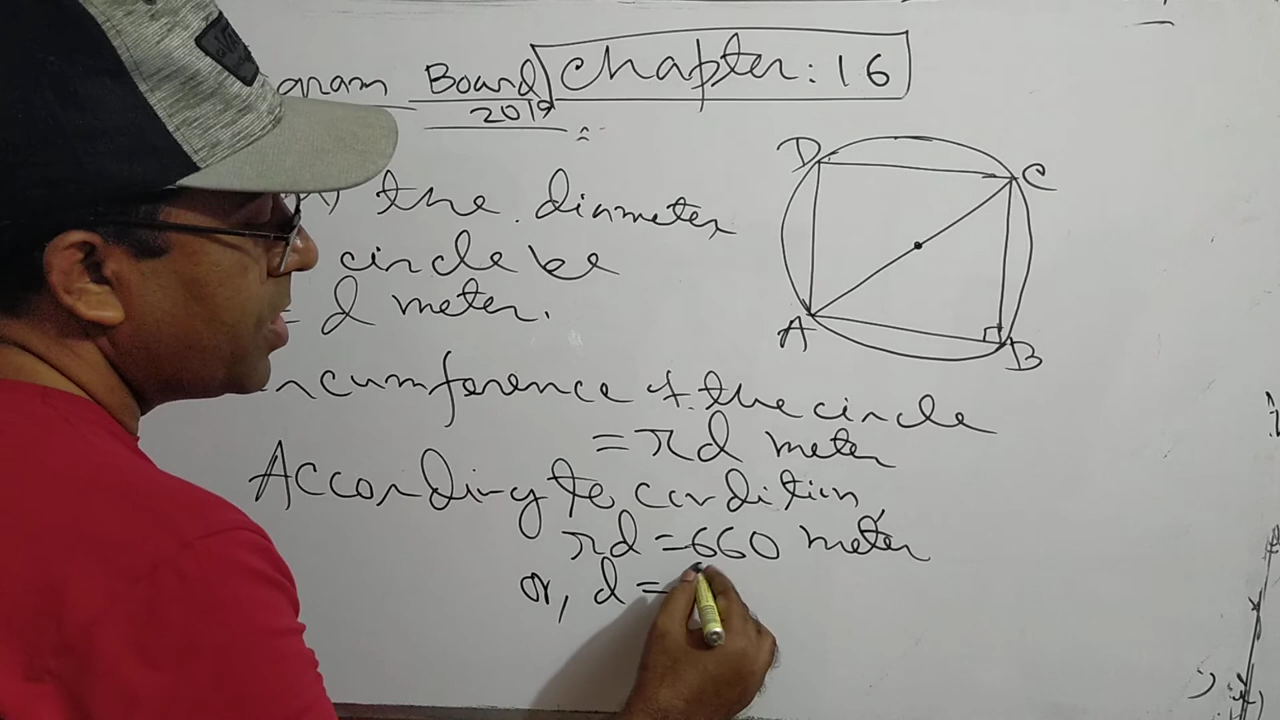 Board Chapter: 16
2019
the diameter
circle be
= d meter.
circumference of the circle
= πd meter
According to condition,
πd = 660 meter
or, d =
D
C
A
B